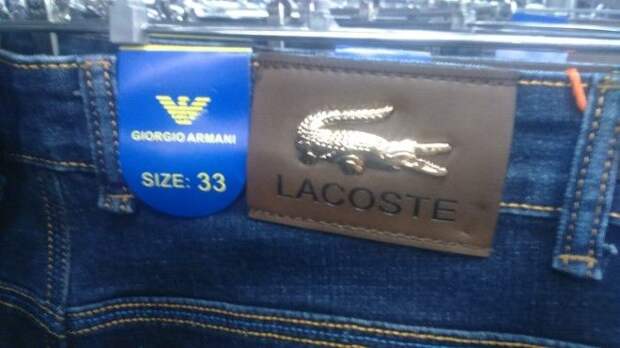 GIORGIO ARMANI
SIZE: 33
LACOSTE